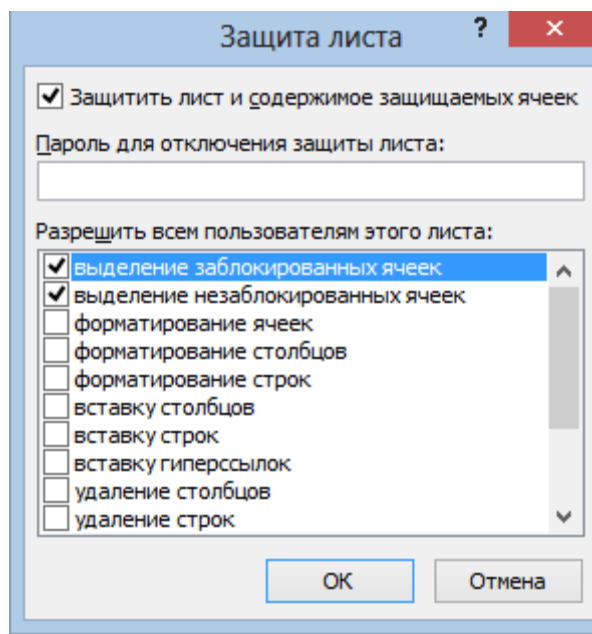 Защита листа ?
Защитить лист и содержимое защищаемых ячеек
Пароль для отключения защиты листа:
Разрешить всем пользователям этого листа:
выделение заблокированных ячеек
выделение незаблокированных ячеек
форматирование ячеек
форматирование столбцов
форматирование строк
вставку столбцов
вставку строк
вставку гиперссылок
удаление столбцов
удаление строк
ОК Отмена